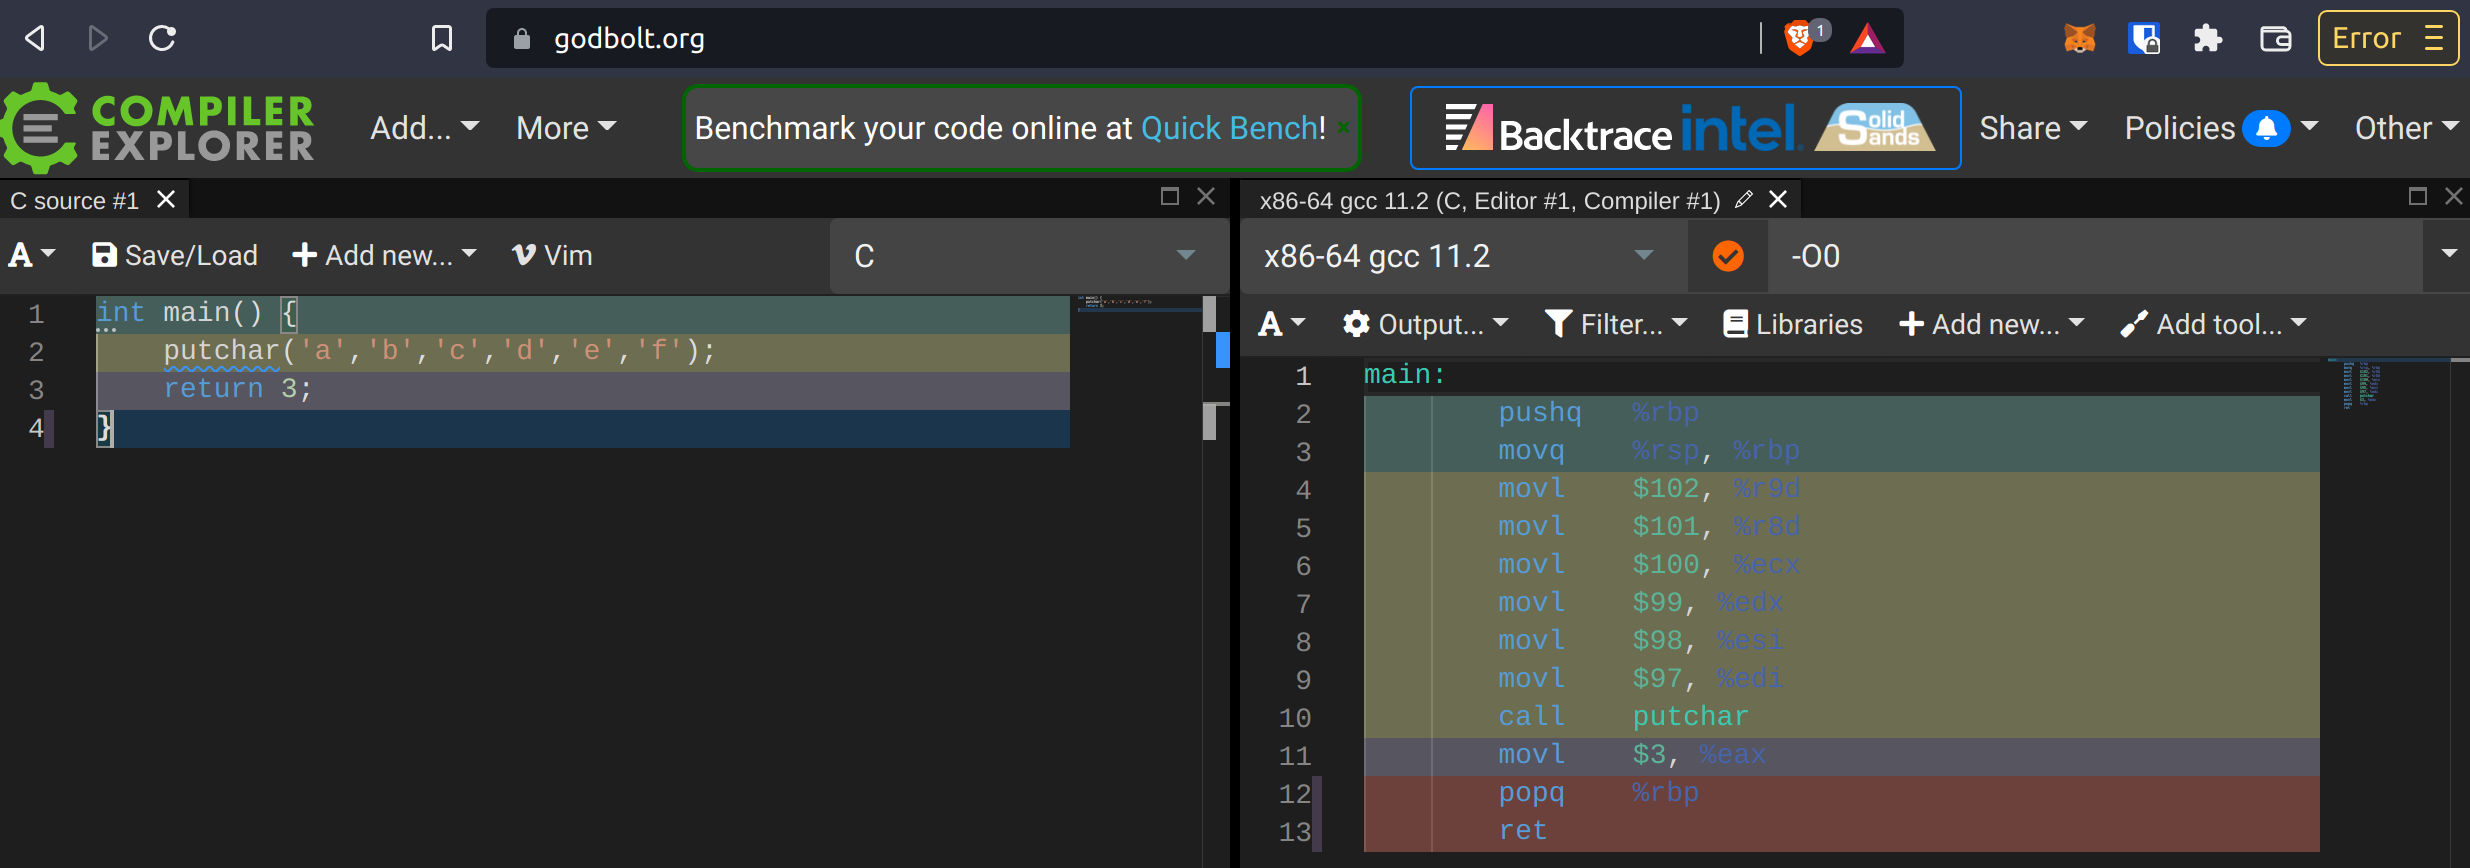 godbolt.org
1
Error
COMPILER
EXPLORER
Add...
More
Benchmark your code online at Quick Bench!
Backtrace
intel.
Solid
Sands
Share
Policies
Other
C source #1
x86-64 gcc 11.2 (C, Editor #1, Compiler #1)
A
Save/Load
Add new...
Vim
C
x86-64 gcc 11.2
-O0
A
Output...
Filter...
Libraries
Add new...
Add tool...
1 int main() {
2 putchar('a','b','c','d','e','f');
3 return 3;
4 }
1 main:
2 pushq %rbp
3 movq %rsp, %rbp
4 movl $102, %r9d
5 movl $101, %r8d
6 movl $100, %ecx
7 movl $99, %edx
8 movl $98, %esi
9 movl $97, %edi
10 call putchar
11 movl $3, %eax
12 popq %rbp
13 ret